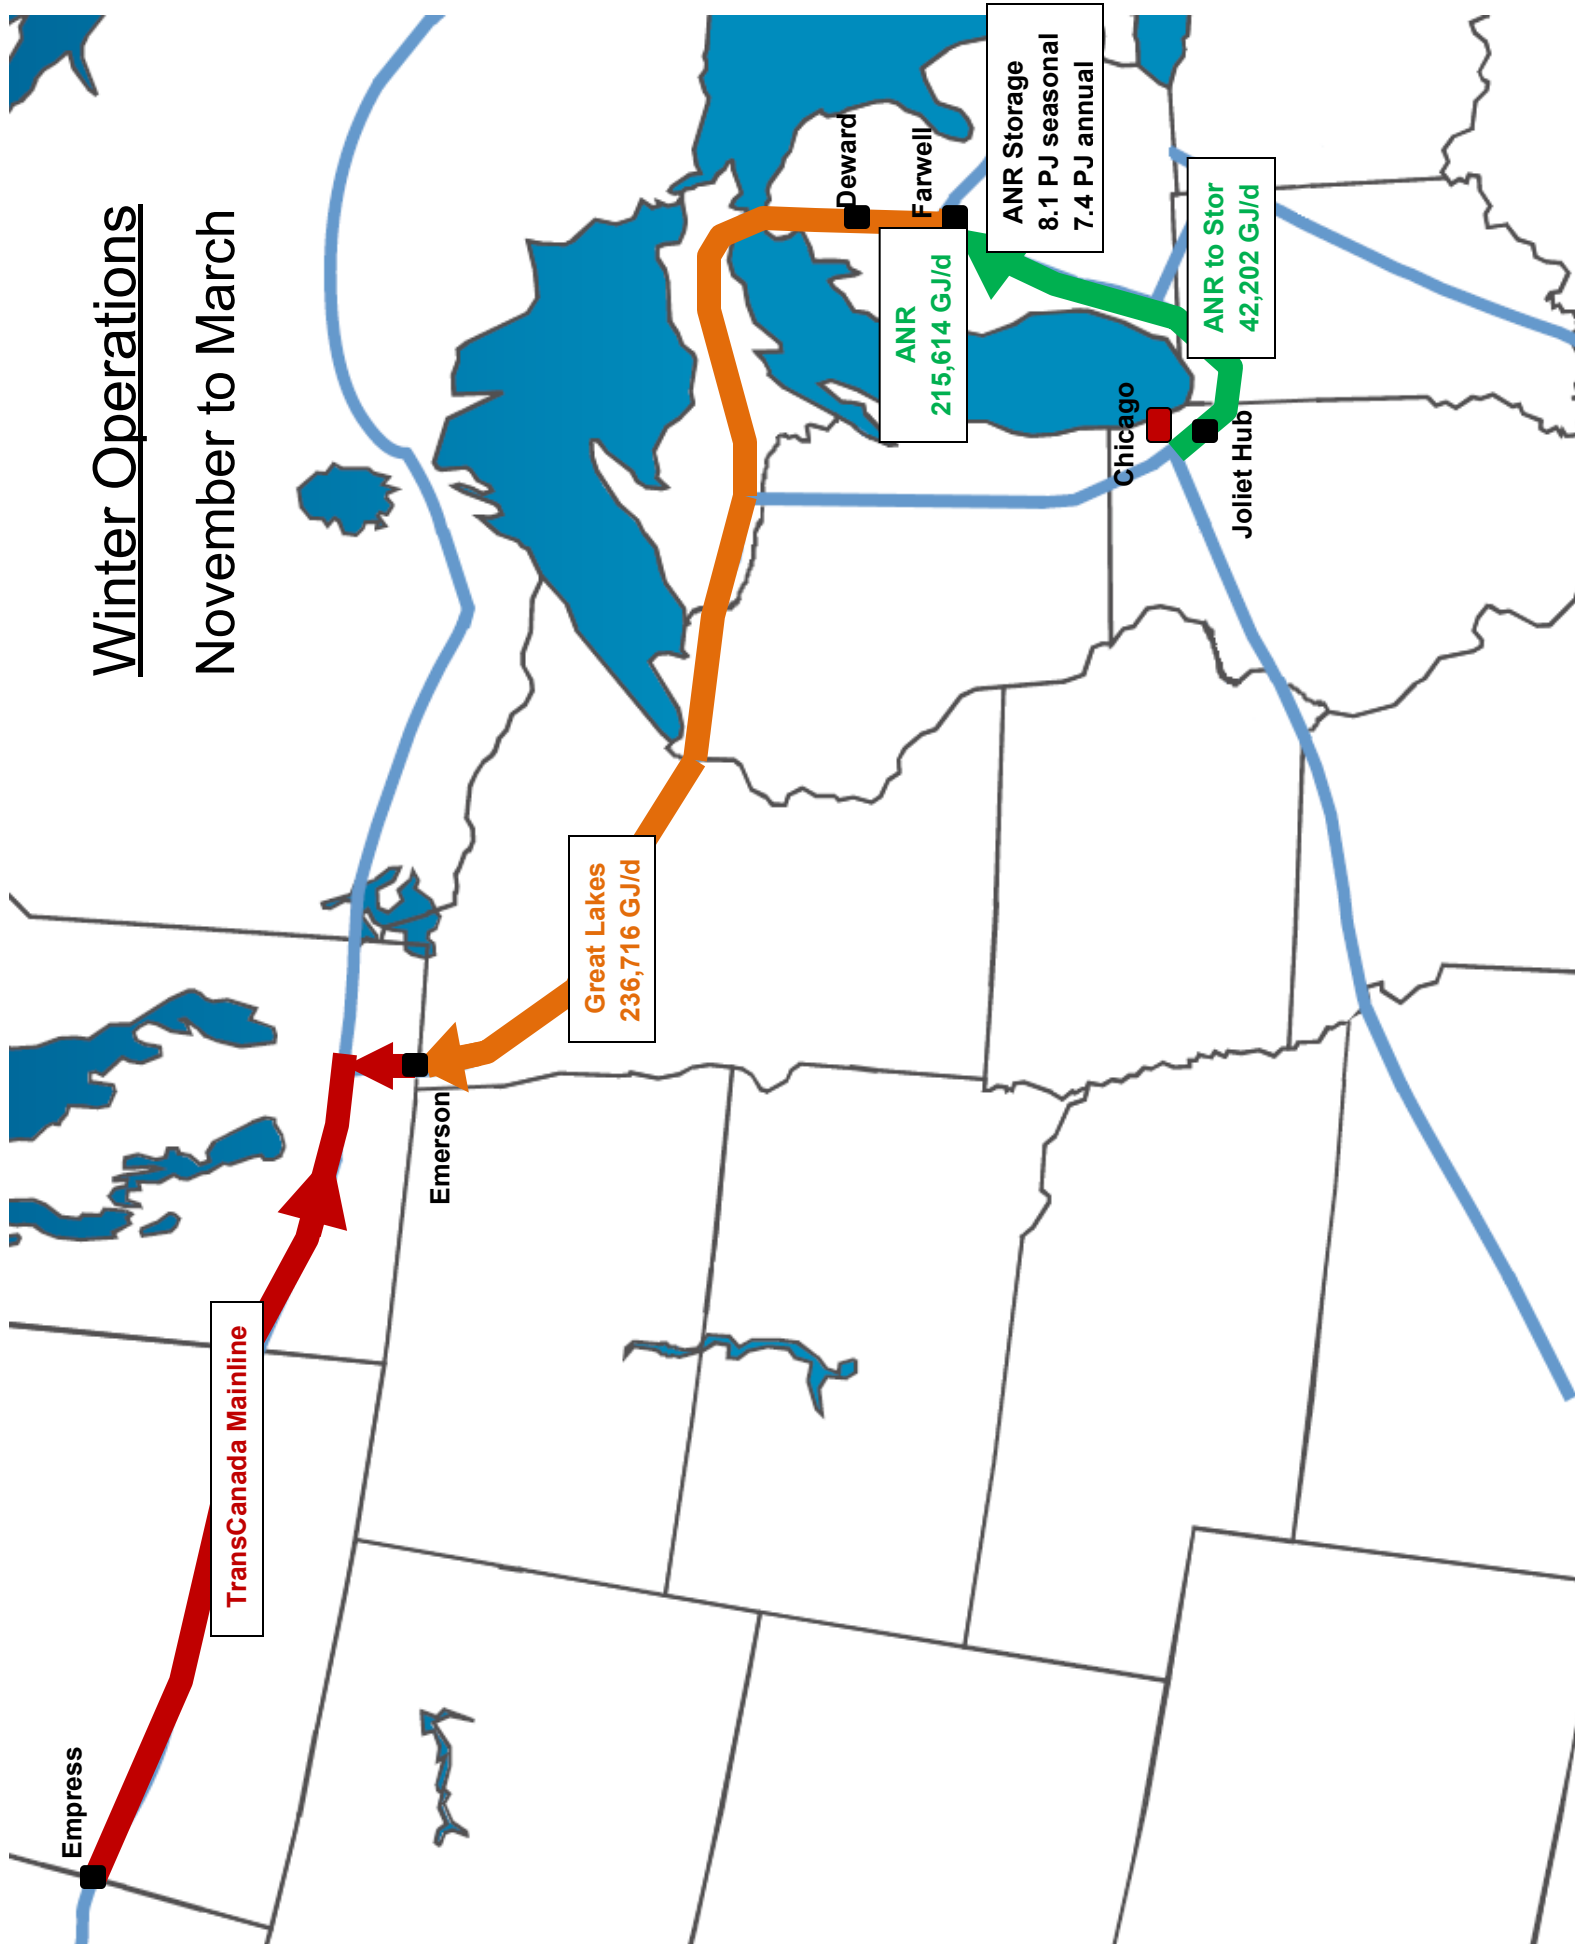 Winter Operations
November to March
Empress
TransCanada Mainline
Emerson
Great Lakes
236,716 GJ/d
Deward
Farwell
ANR
215,614 GJ/d
ANR Storage
8.1 PJ seasonal
7.4 PJ annual
Chicago
Joliet Hub
ANR to Stor
42,202 GJ/d